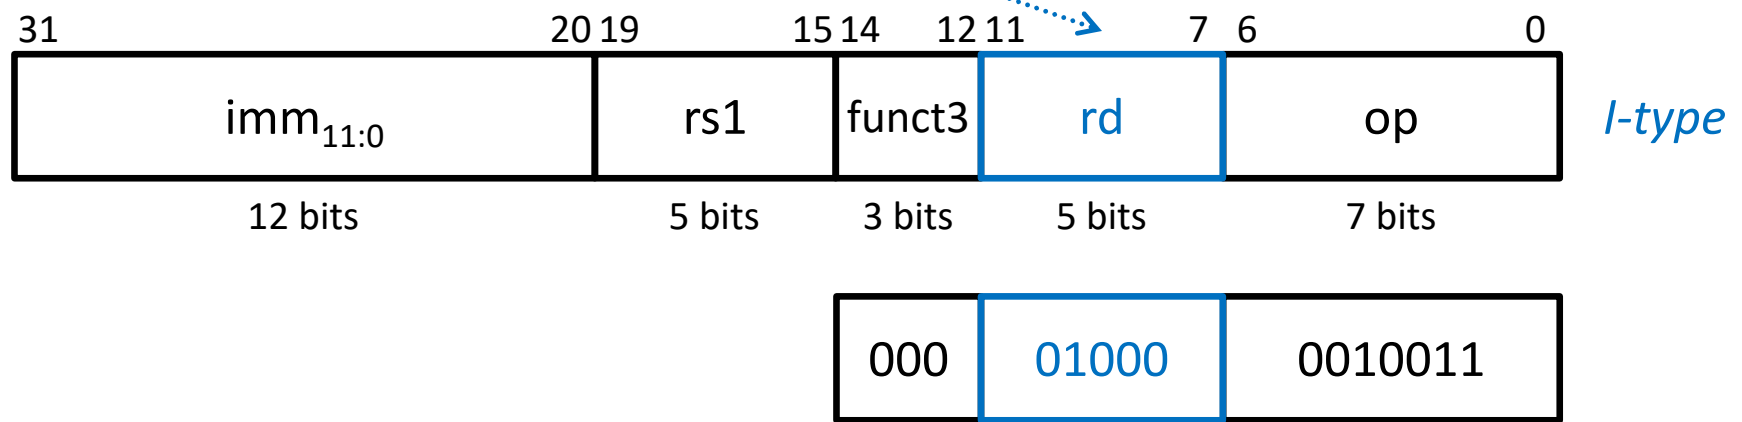 31 20 19 15 14 12 11 7 6 0
imm11:0 rs1 funct3 rd op I-type
12 bits 5 bits 3 bits 5 bits 7 bits
000 01000 0010011